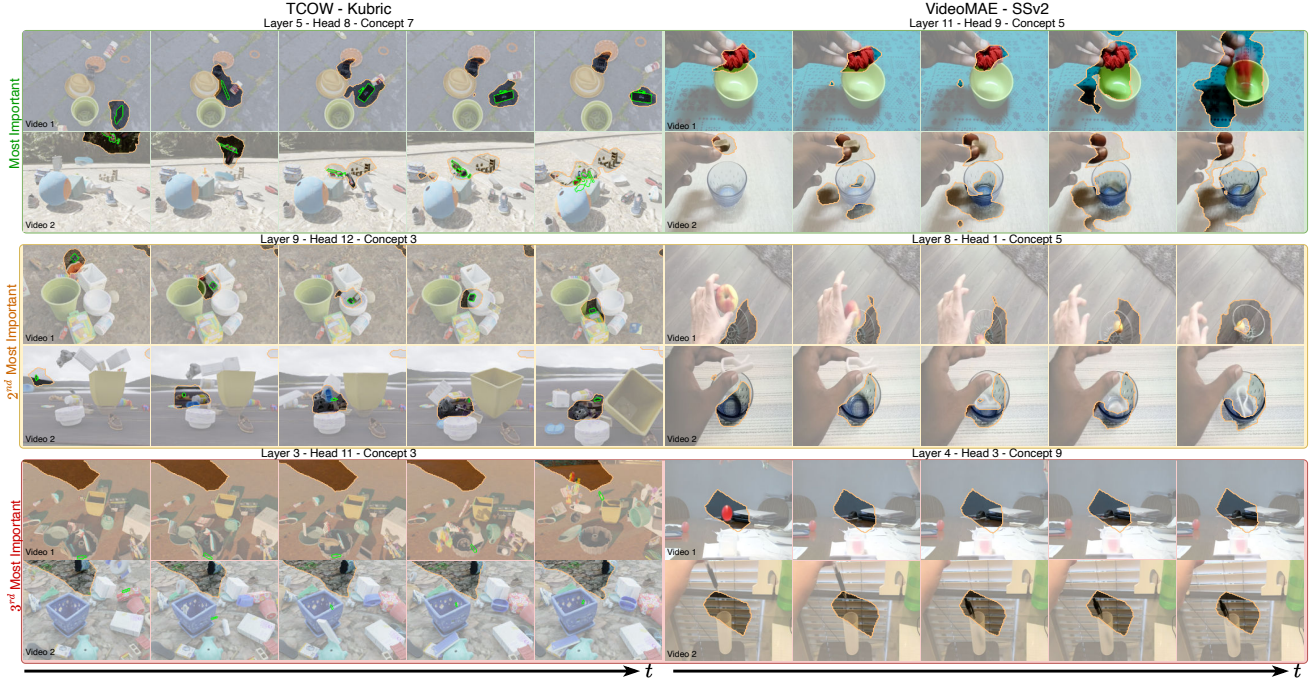 TCOW - Kubric
VideoMAE - SSv2
Layer 5 - Head 8 - Concept 7
Layer 11 - Head 9 - Concept 5
Most Important
Video 1
Video 1
Video 2
Video 2
Layer 9 - Head 12 - Concept 3
Layer 8 - Head 1 - Concept 5
2nd Most Important
Video 1
Video 1
Video 2
Video 2
Layer 3 - Head 11 - Concept 3
Layer 4 - Head 3 - Concept 9
3rd Most Important
Video 1
Video 1
Video 2
Video 2
t
t